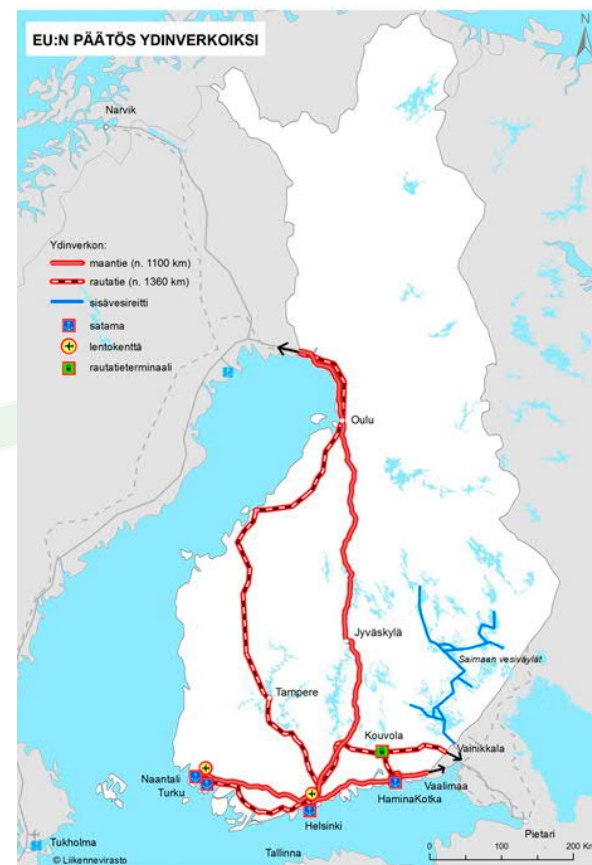 EU:N PÄÄTÖS YDINVERKOIKSI
N
Narvik
Ydinverkon:
maantie (n. 1100 km)
rautatie (n. 1360 km)
sisävesireitti
satama
lentokenttä
rautatieterminaali
Oulu
Jyväskylä
Saimaan vesiväylät
Tampere
Kouvola
Vainikkala
Naantali
Turku
Vaalimaa
HaminaKotka
Helsinki
Pietari
Tukholma
Tallinna
0 50 100 200 Km
© Liikennevirasto